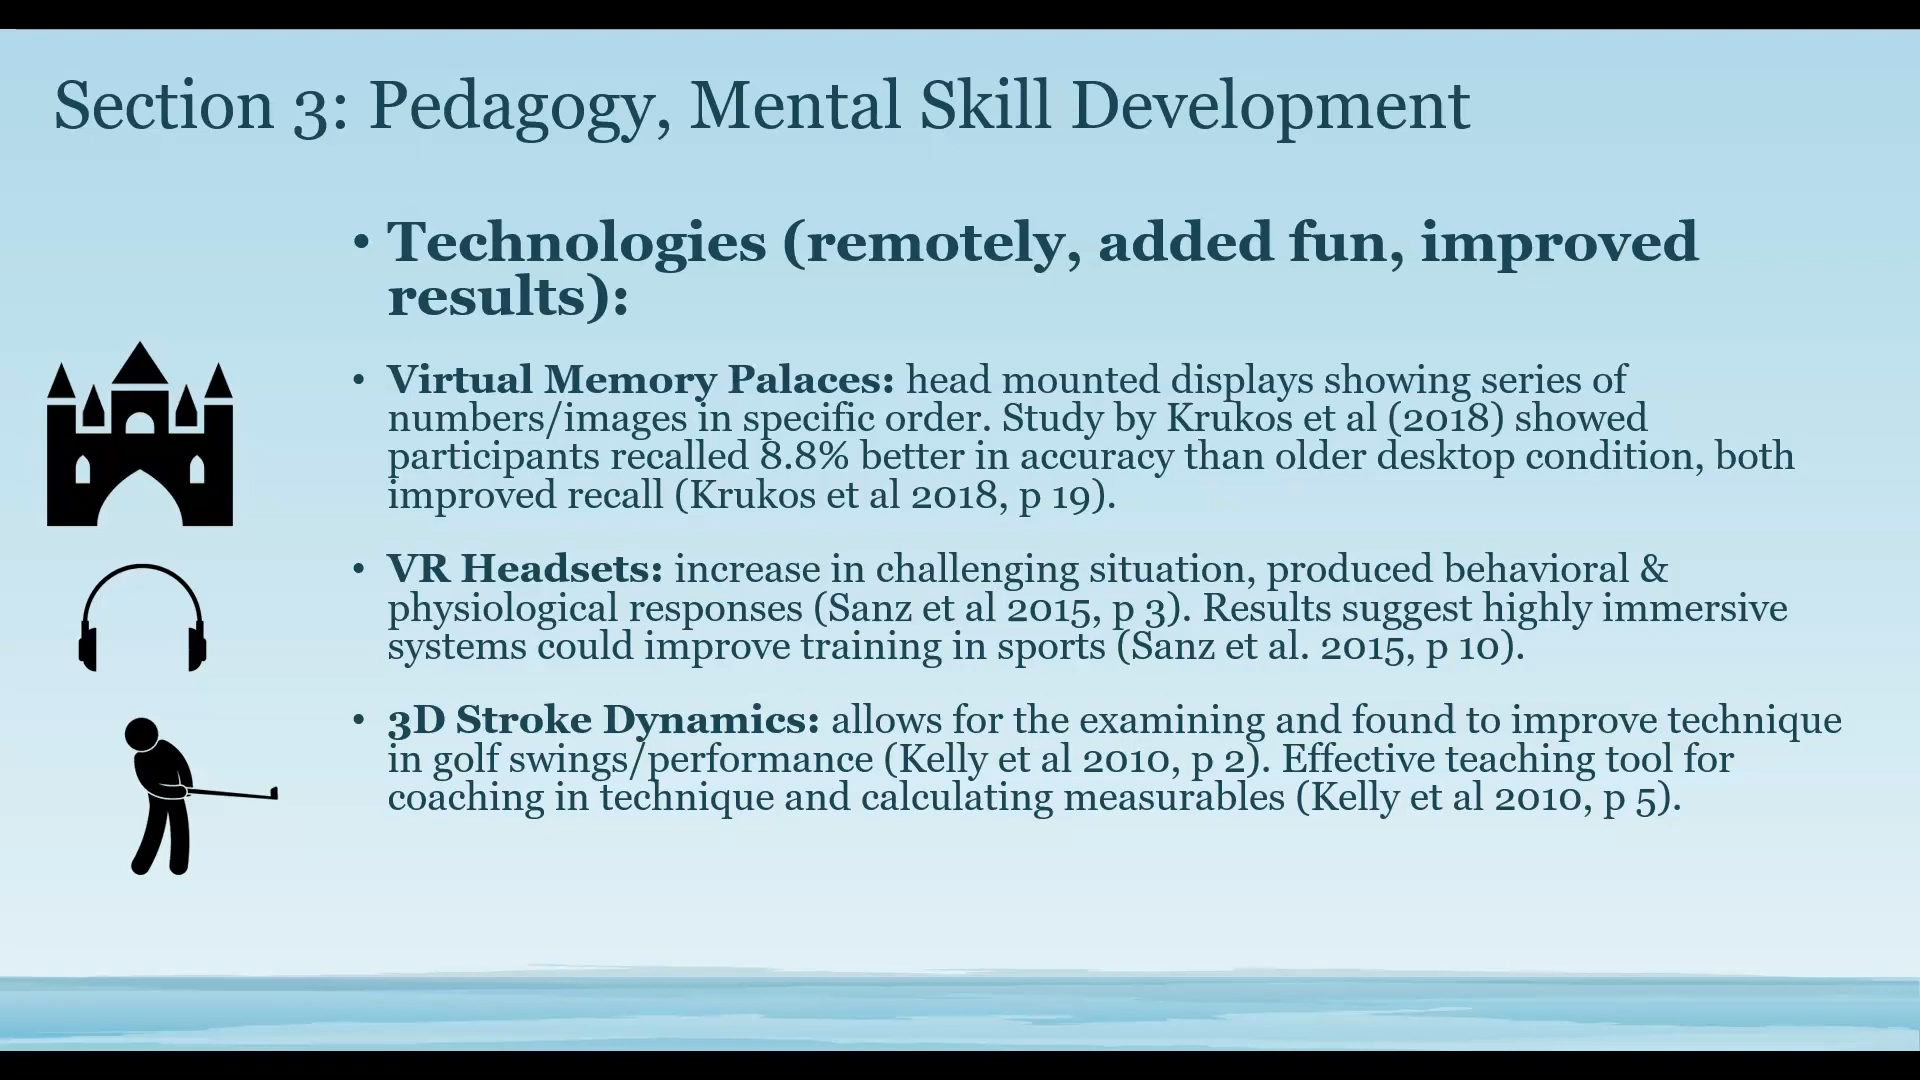 Section 3: Pedagogy, Mental Skill Development
• Technologies (remotely, added fun, improved
results):
• Virtual Memory Palaces: head mounted displays showing series of
numbers/images in specific order. Study by Krukos et al (2018) showed
participants recalled 8.8% better in accuracy than older desktop condition, both
improved recall (Krukos et al 2018, p 19).
• VR Headsets: increase in challenging situation, produced behavioral &
physiological responses (Sanz et al 2015, p 3). Results suggest highly immersive
systems could improve training in sports (Sanz et al. 2015, p 10).
• 3D Stroke Dynamics: allows for the examining and found to improve technique
in golf swings/performance (Kelly et al 2010, p 2). Effective teaching tool for
coaching in technique and calculating measurables (Kelly et al 2010, p 5).